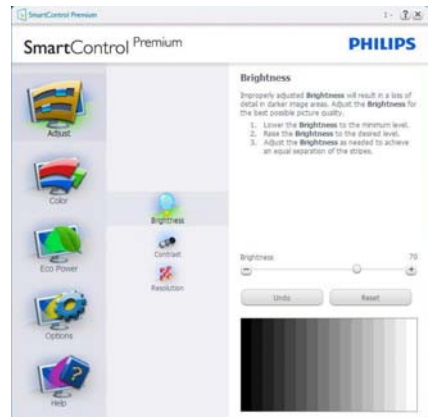 SmartControl Premium
SmartControl Premium
PHILIPS
Adjust
Color
Eco Power
Options
Help
Brightness
Contrast
Resolution
Brightness
Improperly adjusted Brightness will result in a loss of
detail in darker image areas. Adjust the Brightness for
the best possible picture quality.
1. Lower the Brightness to the minimum level.
2. Raise the Brightness to the desired level.
3. Adjust the Brightness as needed to achieve
an equal separation of the stripes.
Brightness 70
Undo Reset